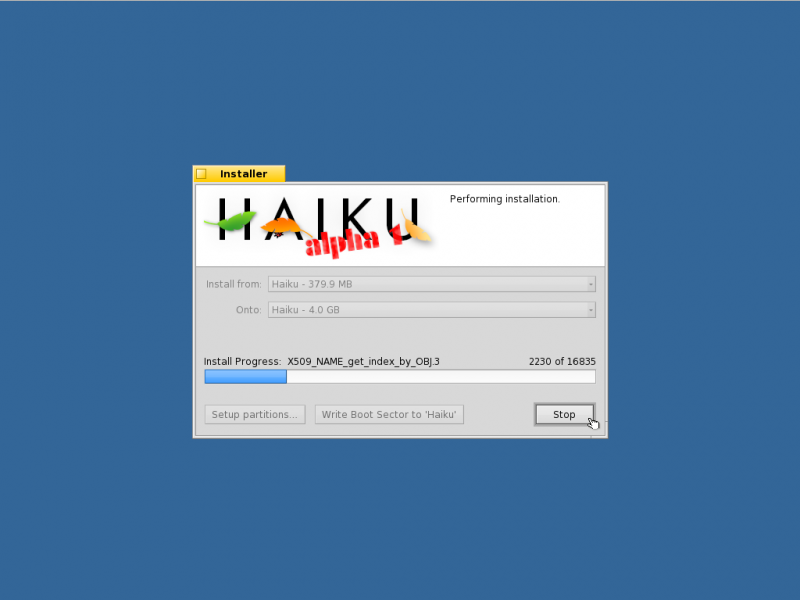 Installer
HAIKU
alpha 1
Performing installation.
Install from: Haiku - 379.9 MB
Onto: Haiku - 4.0 GB
Install Progress: X509_NAME_get_index_by_OBJ.3 2230 of 16835
Setup partitions... Write Boot Sector to 'Haiku' Stop